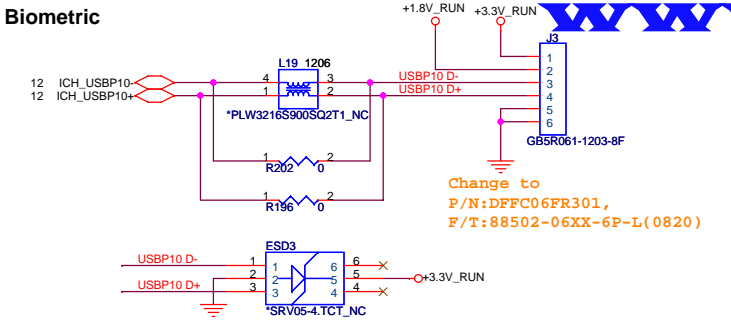 Biometric
+1.8V_RUN +3.3V_RUN
J3
L19 1206
12 ICH_USBP10- 4 3 USBP10 D- 1 2 3
12 ICH_USBP10+ 1 2 USBP10 D+ 4 5 6
*PLW3216S900SQ2T1_NC
GB5R061-1203-8F
1 2
R202 0
1 2
R196 0
Change to
P/N:DFFC06FR301,
F/T:88502-06XX-6P-L(0820)
ESD3
USBP10 D- 1 1 6 6
2 2 5 5 +3.3V_RUN
USBP10 D+ 3 3 4 4
*SRV05-4.TCT_NC